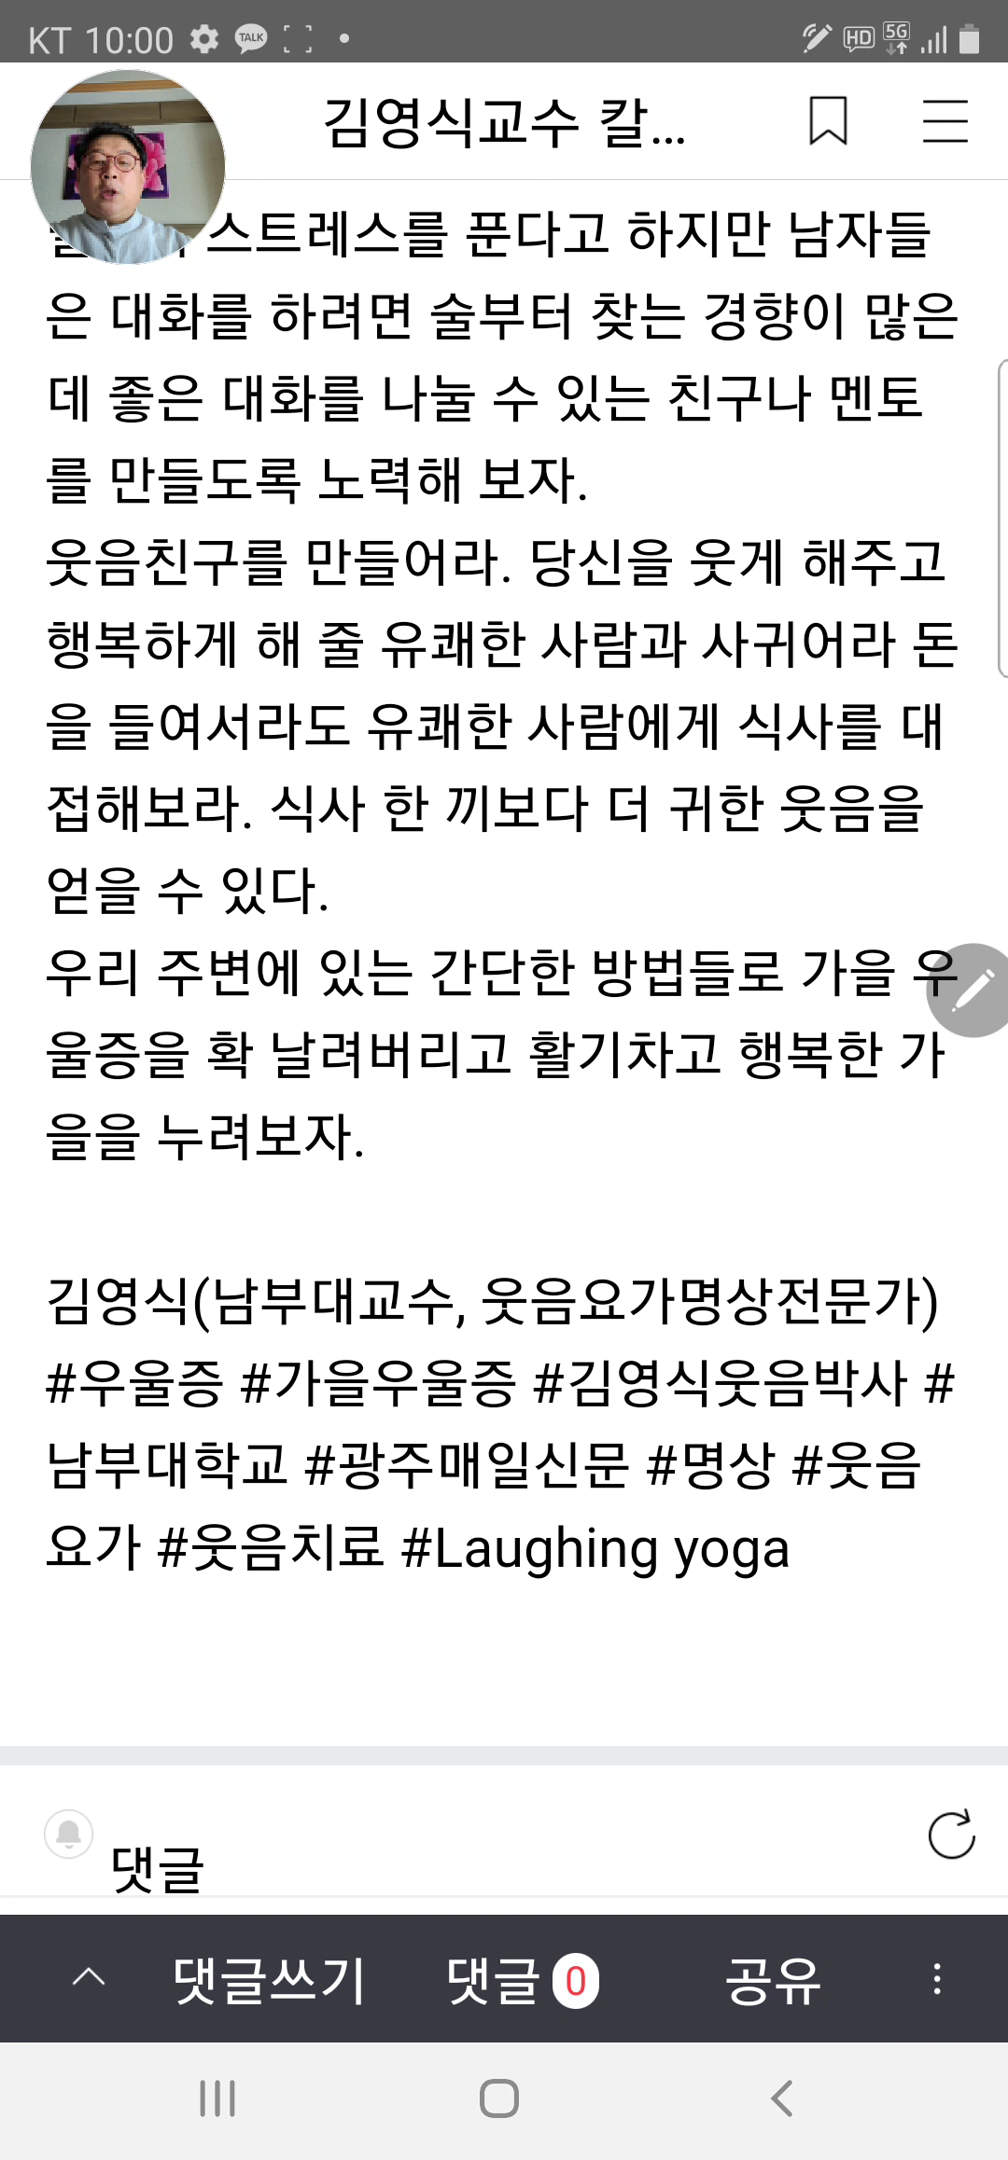 KT 10:00 TALK HD 5G
김영식교수 칼...
스트레스를 푼다고 하지만 남자들
은 대화를 하려면 술부터 찾는 경향이 많은
데 좋은 대화를 나눌 수 있는 친구나 멘토
를 만들도록 노력해 보자.
웃음친구를 만들어라. 당신을 웃게 해주고
행복하게 해 줄 유쾌한 사람과 사귀어라 돈
을 들여서라도 유쾌한 사람에게 식사를 대
접해보라. 식사 한 끼보다 더 귀한 웃음을
얻을 수 있다.
우리 주변에 있는 간단한 방법들로 가을 우
울증을 확 날려버리고 활기차고 행복한 가
을을 누려보자.
김영식(남부대교수, 웃음요가명상전문가)
#우울증 #가을우울증 #김영식웃음박사 #
남부대학교 #광주매일신문 #명상 #웃음
요가 #웃음치료 #Laughing yoga
댓글
댓글쓰기 댓글 0 공유